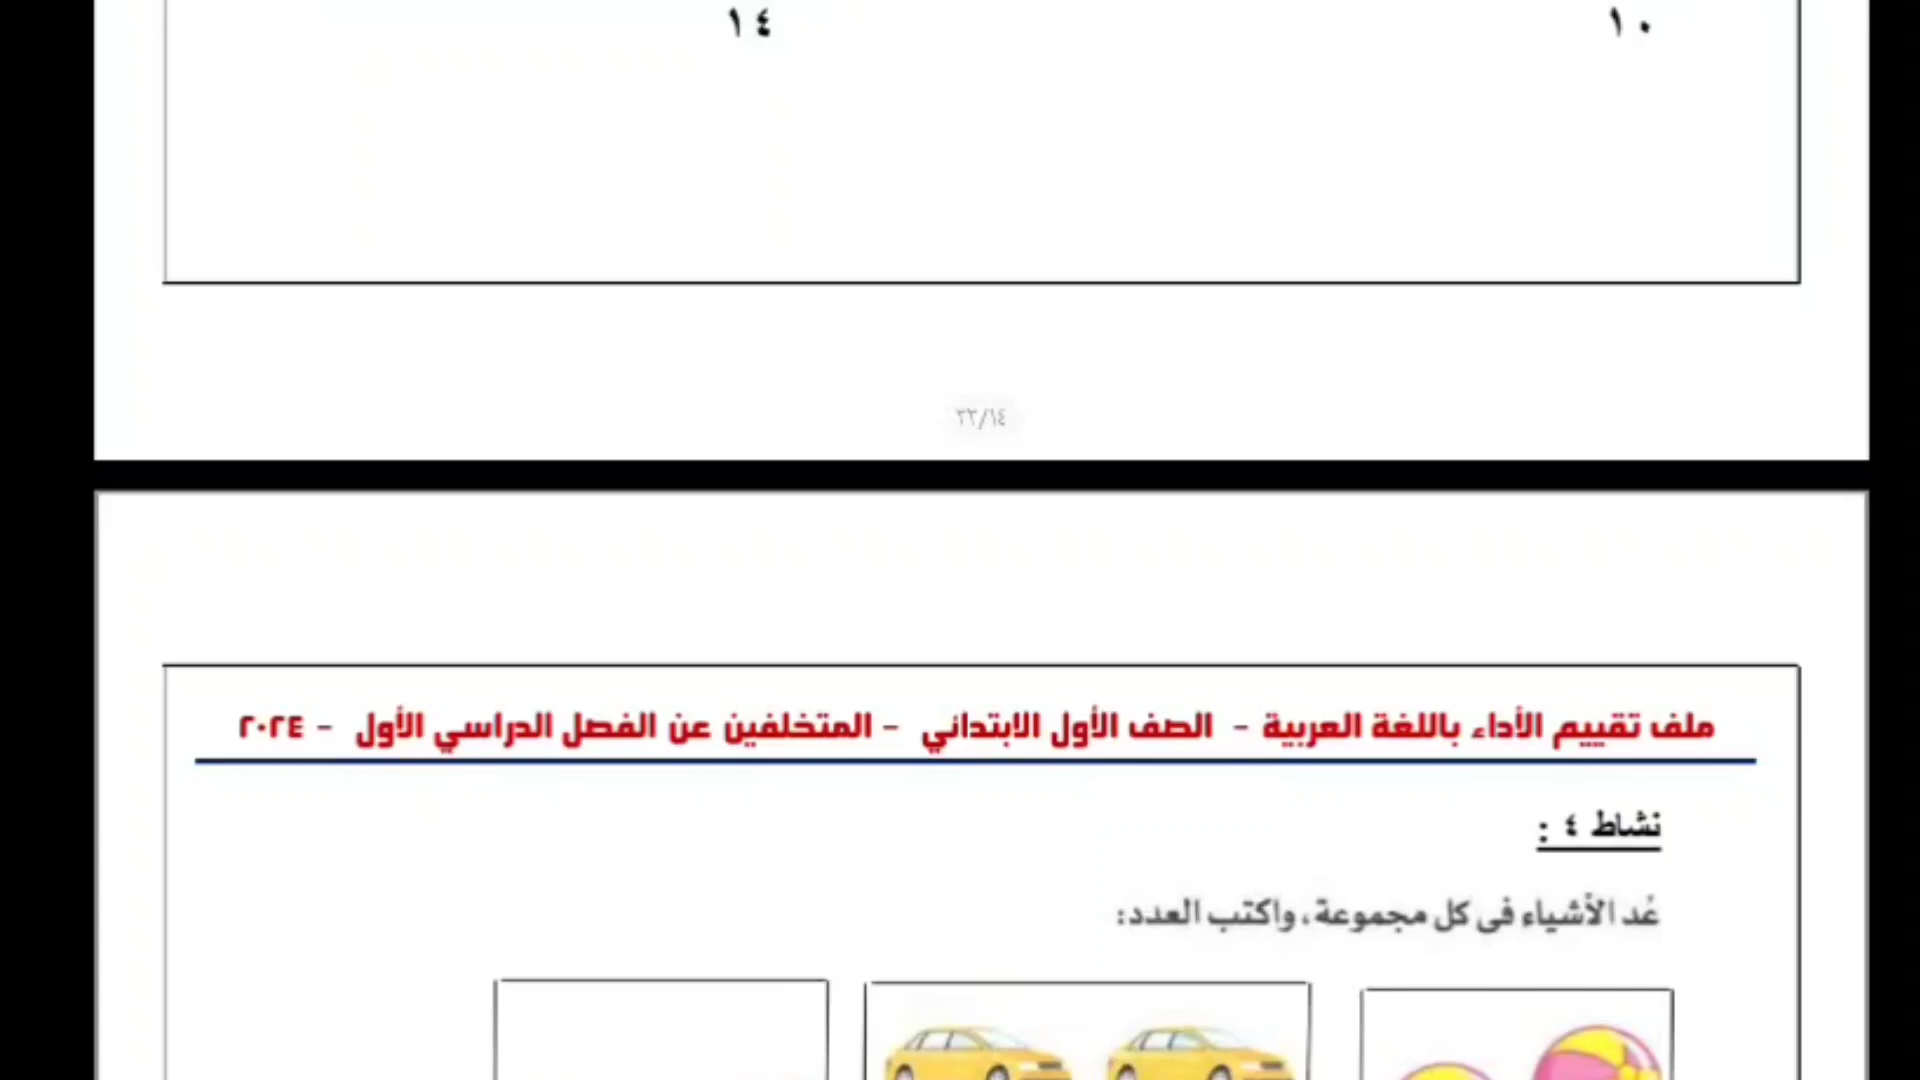 ١٠ ١٤
٢٢/١٤
ملف تقييم الأداء باللغة العربية – الصف الأول الابتدائي – المتخلفين عن الفصل الدراسي الأول – ٢٠٢٤
نشاط ٤ :
عُد الأشياء فى كل مجموعة، واكتب العدد: